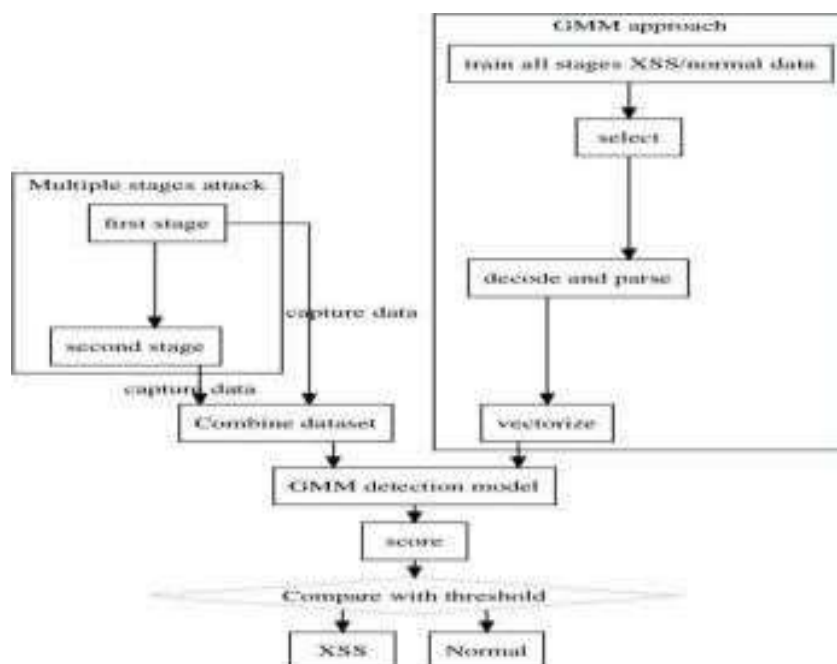 GMM approach
train all stages XSS/normal data
select
Multiple stages attack
first stage
decode and parse
capture data
second stage
capture data
Combine dataset
vectorize
GMM detection model
score
Compare with threshold
XSS
Normal